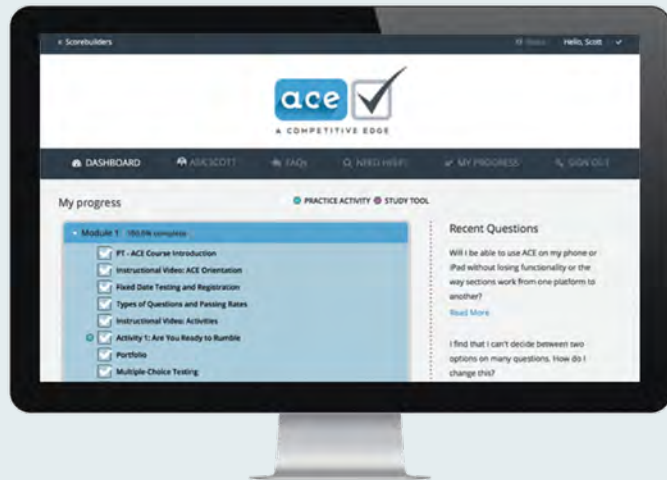 Scorebuilders
Hello, Scott
ace
A COMPETITIVE EDGE
DASHBOARD
ASK SCOTT
FAQs
NEED HELP?
MY PROGRESS
SIGN OUT
My progress
PRACTICE ACTIVITY
STUDY TOOL
Module 1 100.0% complete
PT - ACE Course Introduction
Instructional Video: ACE Orientation
Fixed Date Testing and Registration
Types of Questions and Passing Rates
Instructional Video: Activities
Activity 1: Are You Ready to Rumble
Portfolio
Multiple-Choice Testing
Recent Questions
Will I be able to use ACE on my phone or
iPad without losing functionality or the
way sections work from one platform to
another?
Read More
I find that I can't decide between two
options on many questions. How do I
change this?